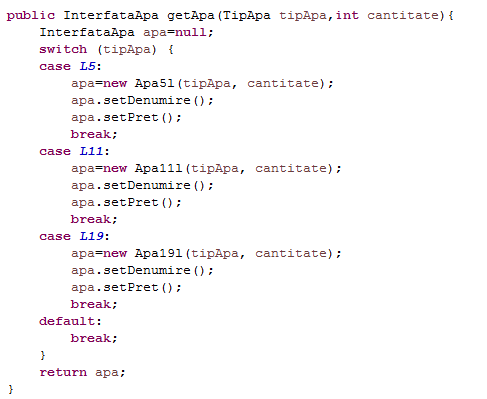 public InterfataApa getApa(TipApa tipApa,int cantitate){
    InterfataApa apa=null;
    switch (tipApa) {
    case L5:
        apa=new Apa5l(tipApa, cantitate);
        apa.setDenumire();
        apa.setPret();
        break;
    case L11:
        apa=new Apa11l(tipApa, cantitate);
        apa.setDenumire();
        apa.setPret();
        break;
    case L19:
        apa=new Apa19l(tipApa, cantitate);
        apa.setDenumire();
        apa.setPret();
        break;
    default:
        break;
    }
    return apa;
}